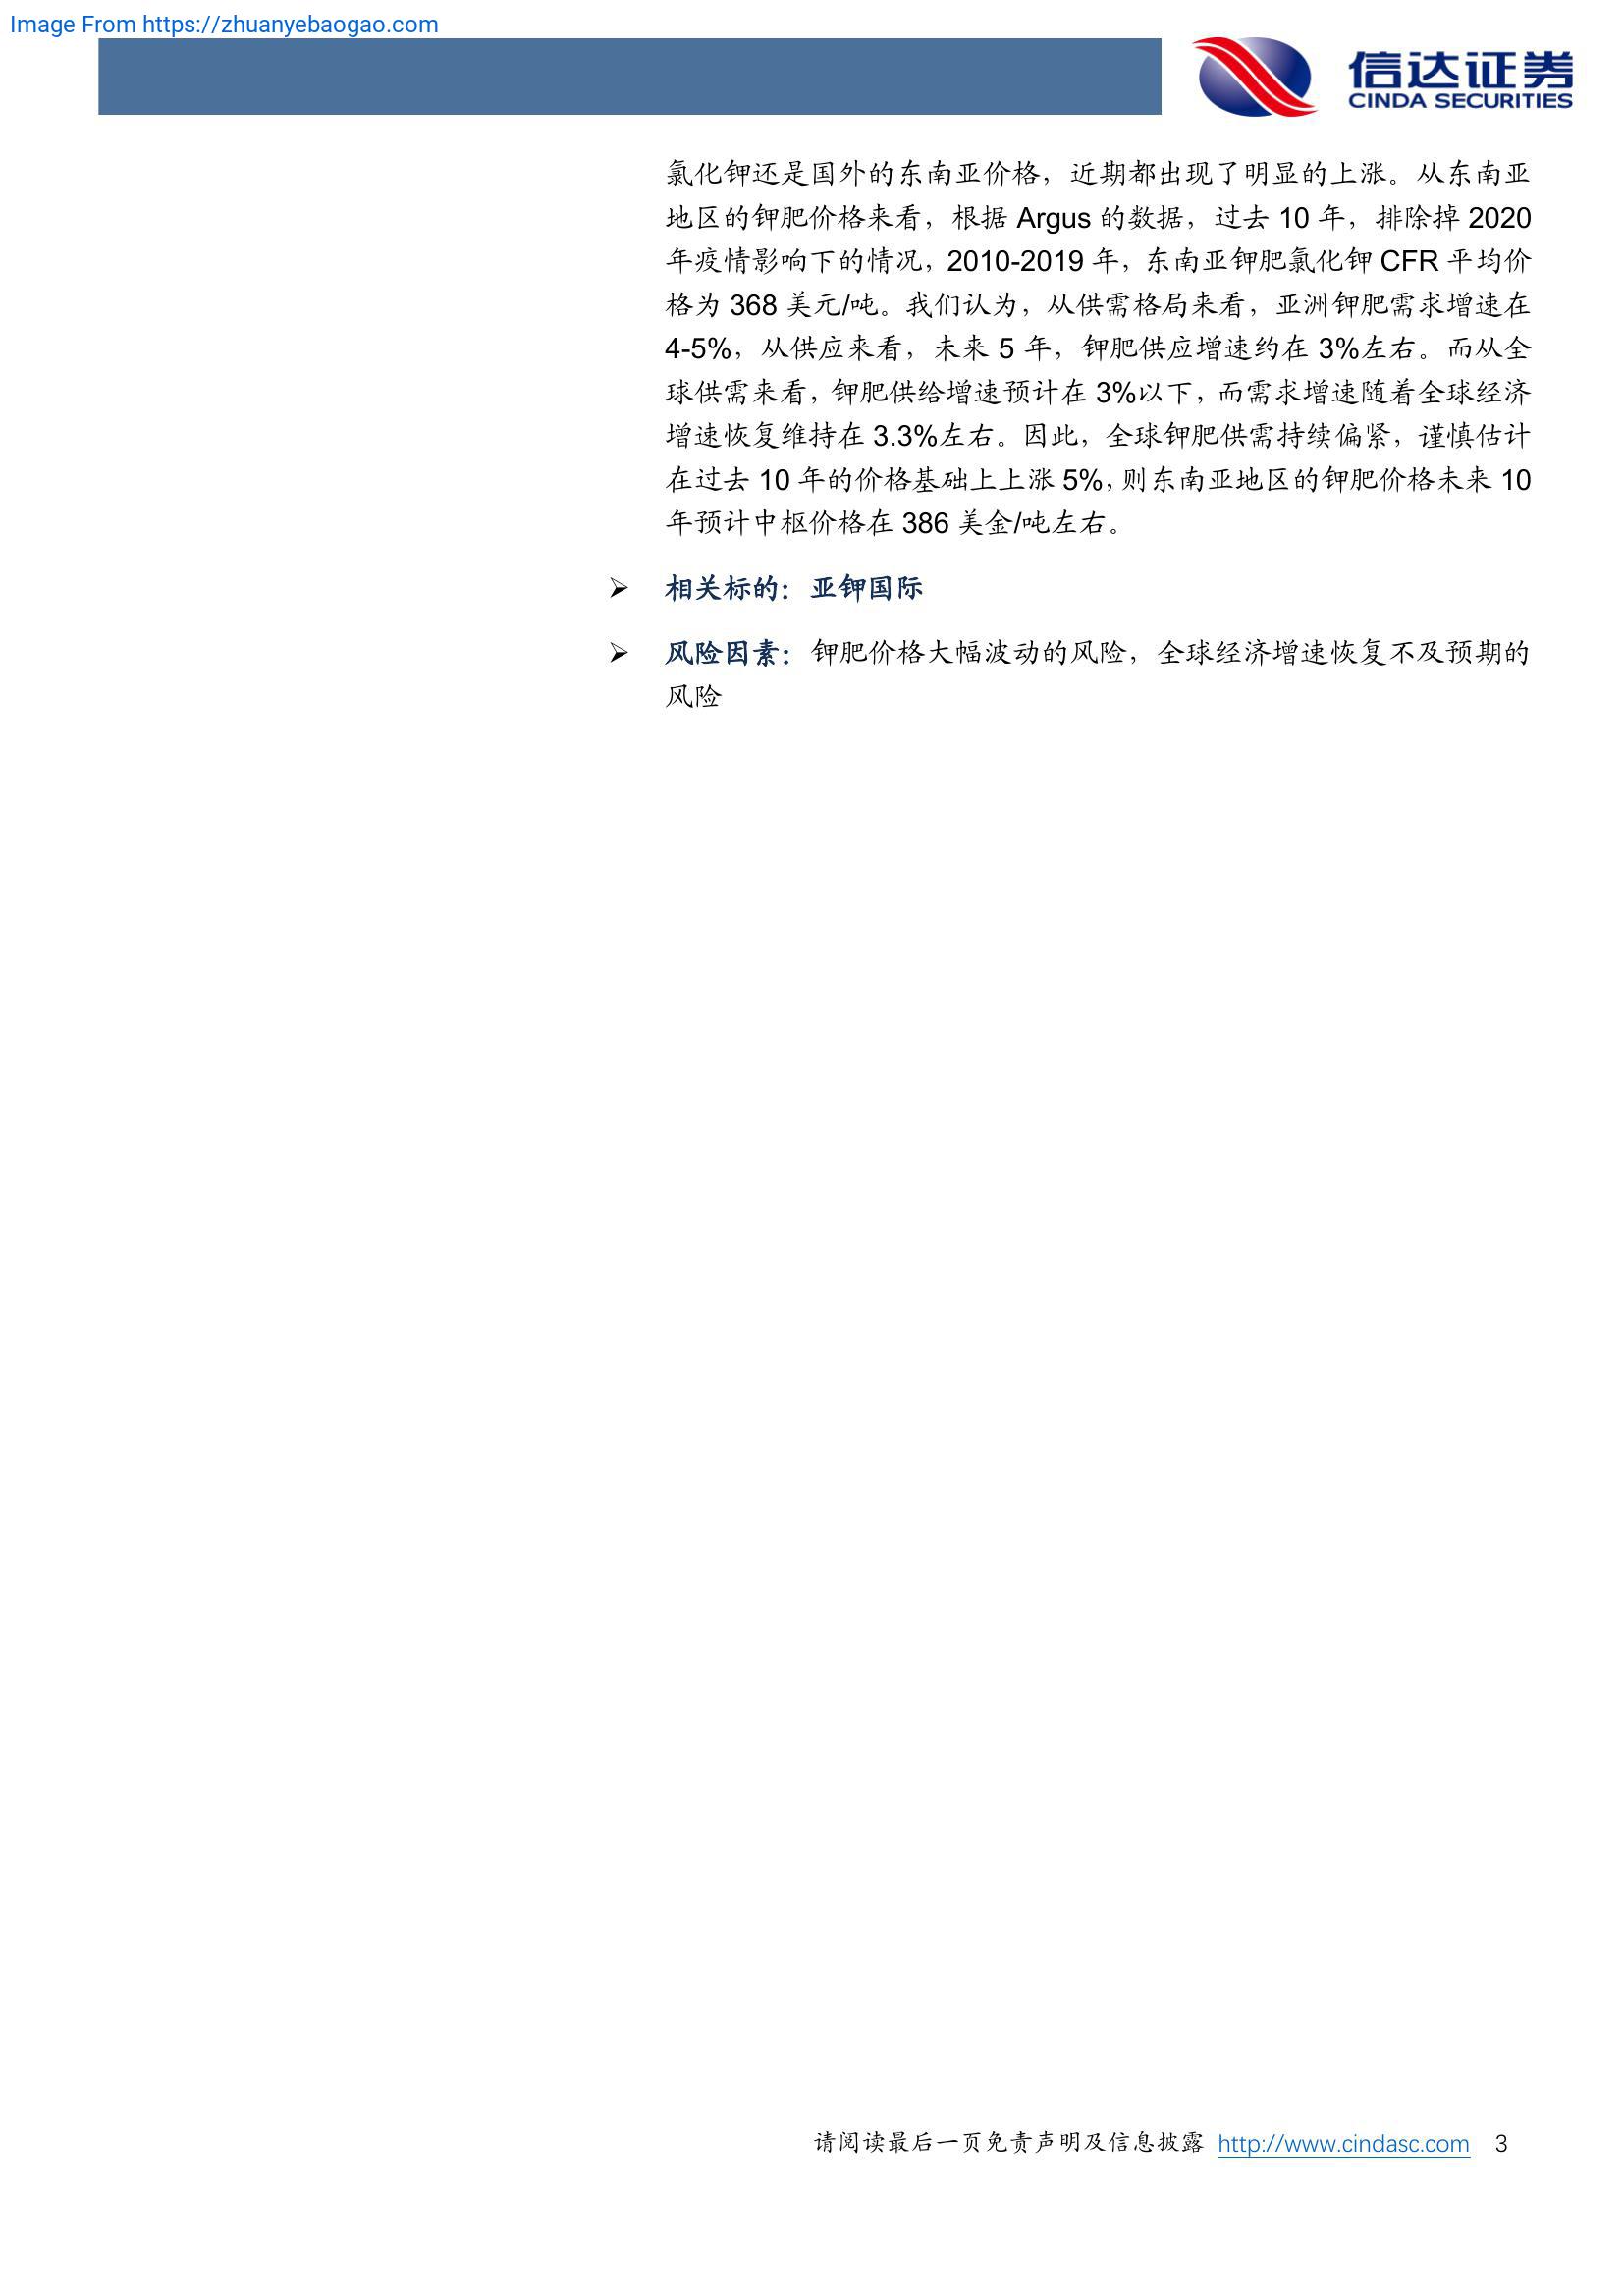 Image From https://zhuanyebaogao.com
信达证券
CINDA SECURITIES
氯化钾还是国外的东南亚价格，近期都出现了明显的上涨。从东南亚
地区的钾肥价格来看，根据 Argus 的数据，过去 10 年，排除掉 2020
年疫情影响下的情况，2010-2019 年，东南亚钾肥氯化钾 CFR 平均价
格为 368 美元/吨。我们认为，从供需格局来看，亚洲钾肥需求增速在
4-5%，从供应来看，未来 5 年，钾肥供应增速约在 3%左右。而从全
球供需来看，钾肥供给增速预计在 3%以下，而需求增速随着全球经济
增速恢复维持在 3.3%左右。因此，全球钾肥供需持续偏紧，谨慎估计
在过去 10 年的价格基础上上涨 5%，则东南亚地区的钾肥价格未来 10
年预计中枢价格在 386 美金/吨左右。
➢ 相关标的：亚钾国际
➢ 风险因素：钾肥价格大幅波动的风险，全球经济增速恢复不及预期的
风险
请阅读最后一页免责声明及信息披露 http://www.cindasc.com 3